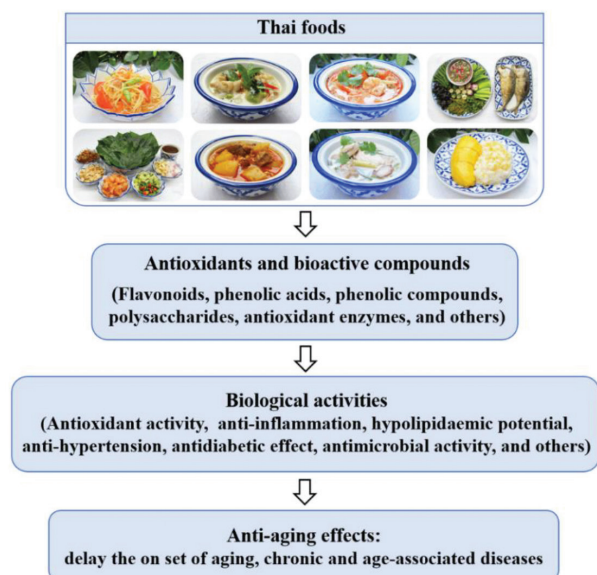 Thai foods
Antioxidants and bioactive compounds
(Flavonoids, phenolic acids, phenolic compounds,
polysaccharides, antioxidant enzymes, and others)
Biological activities
(Antioxidant activity, anti-inflammation, hypolipidaemic potential,
anti-hypertension, antidiabetic effect, antimicrobial activity, and others)
Anti-aging effects:
delay the on set of aging, chronic and age-associated diseases